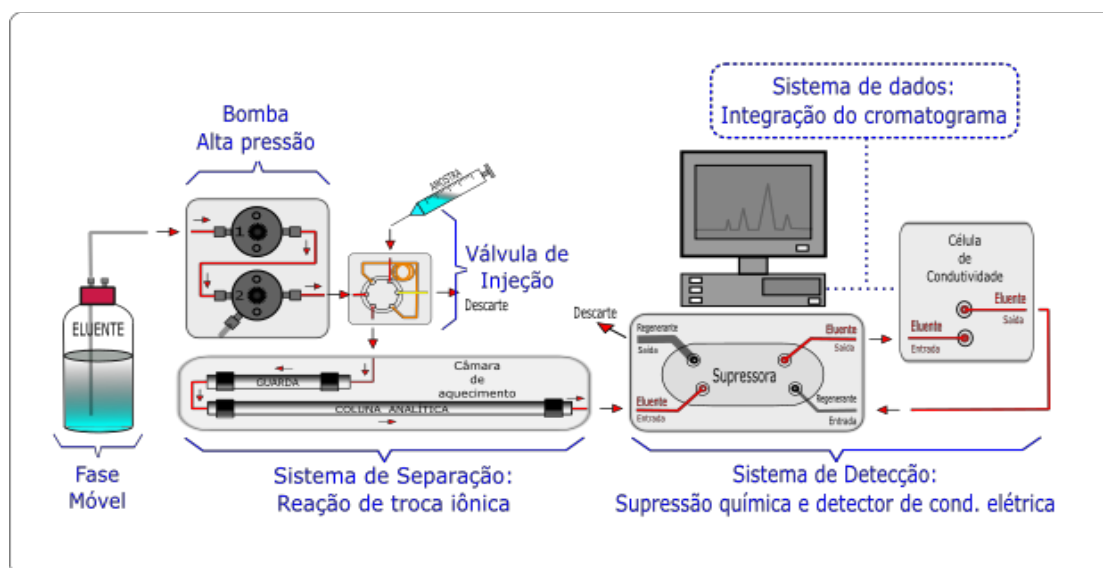 Sistema de dados:
Integração do cromatograma
Bomba
Alta pressão
AMOSTRA
1
2
Válvula de
Injeção
Descarte
ELUENTE
Fase
Móvel
Câmara
de
aquecimento
GUARDA
COLUNA ANALÍTICA
Sistema de Separação:
Reação de troca iônica
Descarte
Regenerante
Saída
Eluente
Saída
Supressora
Eluente
Entrada
Regenerante
Entrada
Célula
de
Condutividade
Eluente
Saída
Eluente
Entrada
Sistema de Detecção:
Supressão química e detector de cond. elétrica